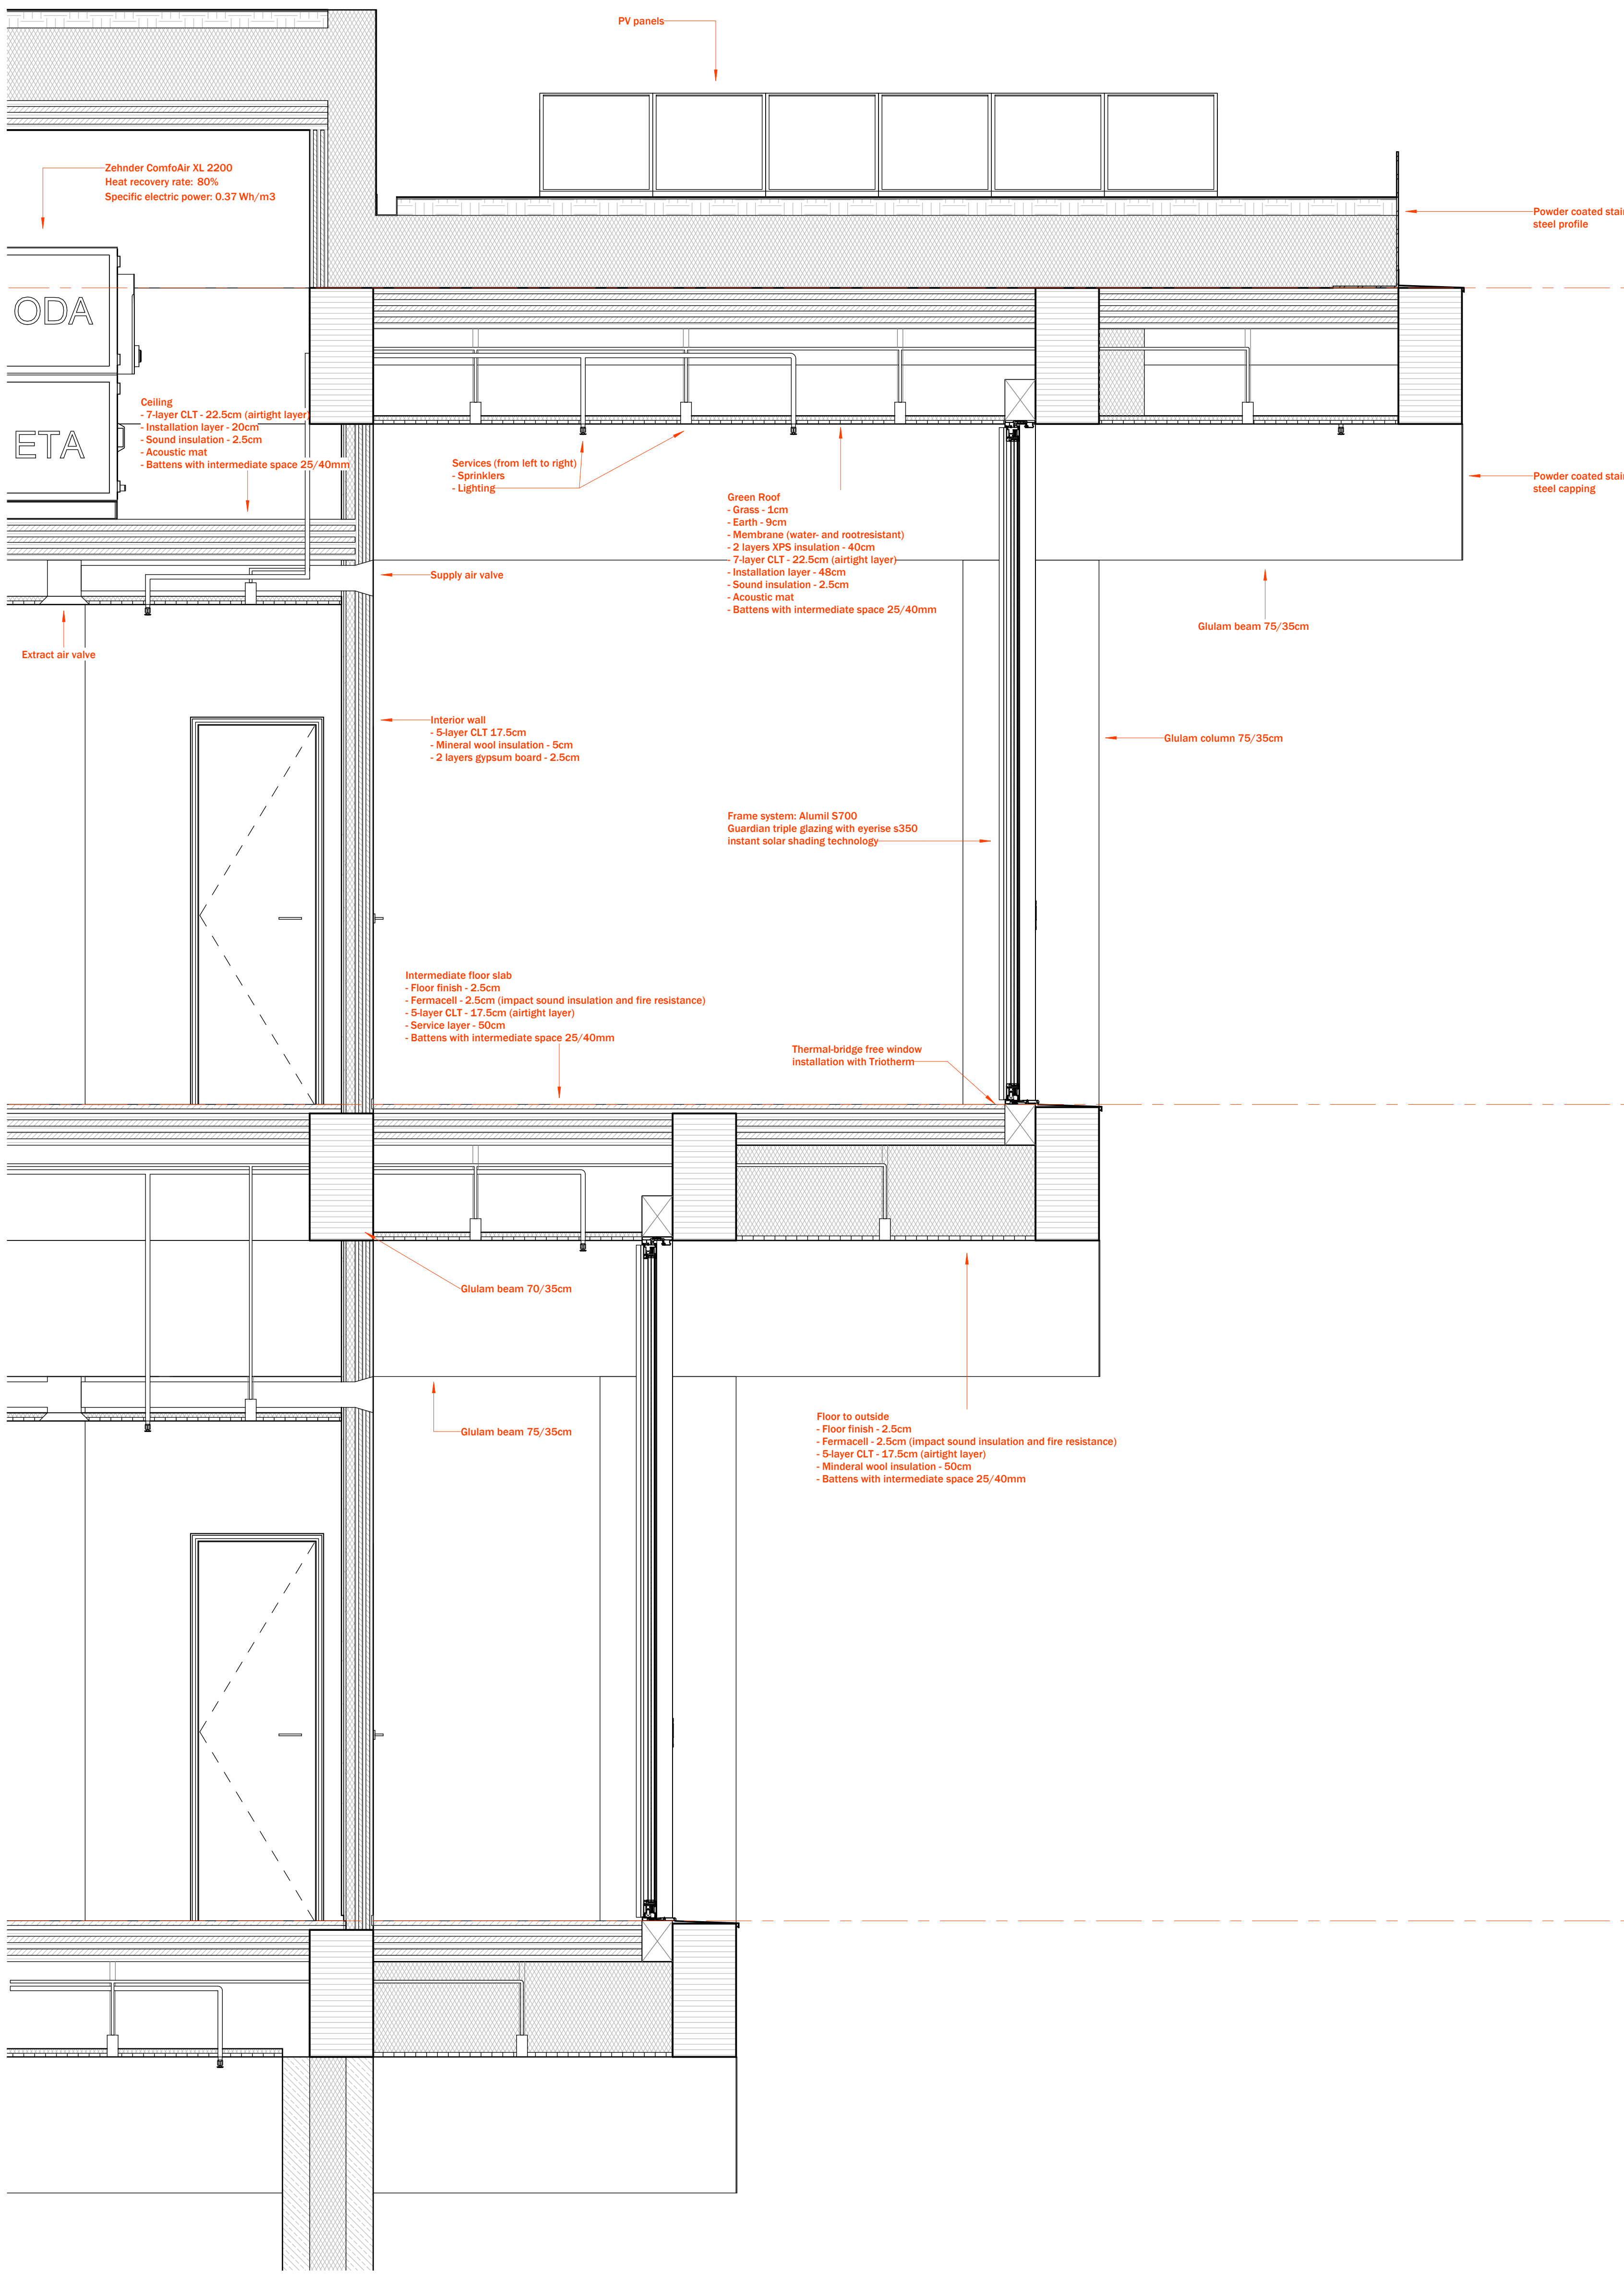 PV panels
Zehnder ComfoAir XL 2200
Heat recovery rate: 80%
Specific electric power: 0.37 Wh/m3
Powder coated stai
steel profile
ODA
ETA
Ceiling
- 7-layer CLT - 22.5cm (airtight layer)
- Installation layer - 20cm
- Sound insulation - 2.5cm
- Acoustic mat
- Battens with intermediate space 25/40mm
Services (from left to right)
- Sprinklers
- Lighting
Powder coated stai
steel capping
Green Roof
- Grass - 1cm
- Earth - 9cm
- Membrane (water- and rootresistant)
- 2 layers XPS insulation - 40cm
- 7-layer CLT - 22.5cm (airtight layer)
- Installation layer - 48cm
- Sound insulation - 2.5cm
- Acoustic mat
- Battens with intermediate space 25/40mm
Supply air valve
Glulam beam 75/35cm
Extract air valve
Interior wall
- 5-layer CLT 17.5cm
- Mineral wool insulation - 5cm
- 2 layers gypsum board - 2.5cm
Glulam column 75/35cm
Frame system: Alumil S700
Guardian triple glazing with eyerise s350
instant solar shading technology
Intermediate floor slab
- Floor finish - 2.5cm
- Fermacell - 2.5cm (impact sound insulation and fire resistance)
- 5-layer CLT - 17.5cm (airtight layer)
- Service layer - 50cm
- Battens with intermediate space 25/40mm
Thermal-bridge free window
installation with Triotherm
Glulam beam 70/35cm
Glulam beam 75/35cm
Floor to outside
- Floor finish - 2.5cm
- Fermacell - 2.5cm (impact sound insulation and fire resistance)
- 5-layer CLT - 17.5cm (airtight layer)
- Minderal wool insulation - 50cm
- Battens with intermediate space 25/40mm